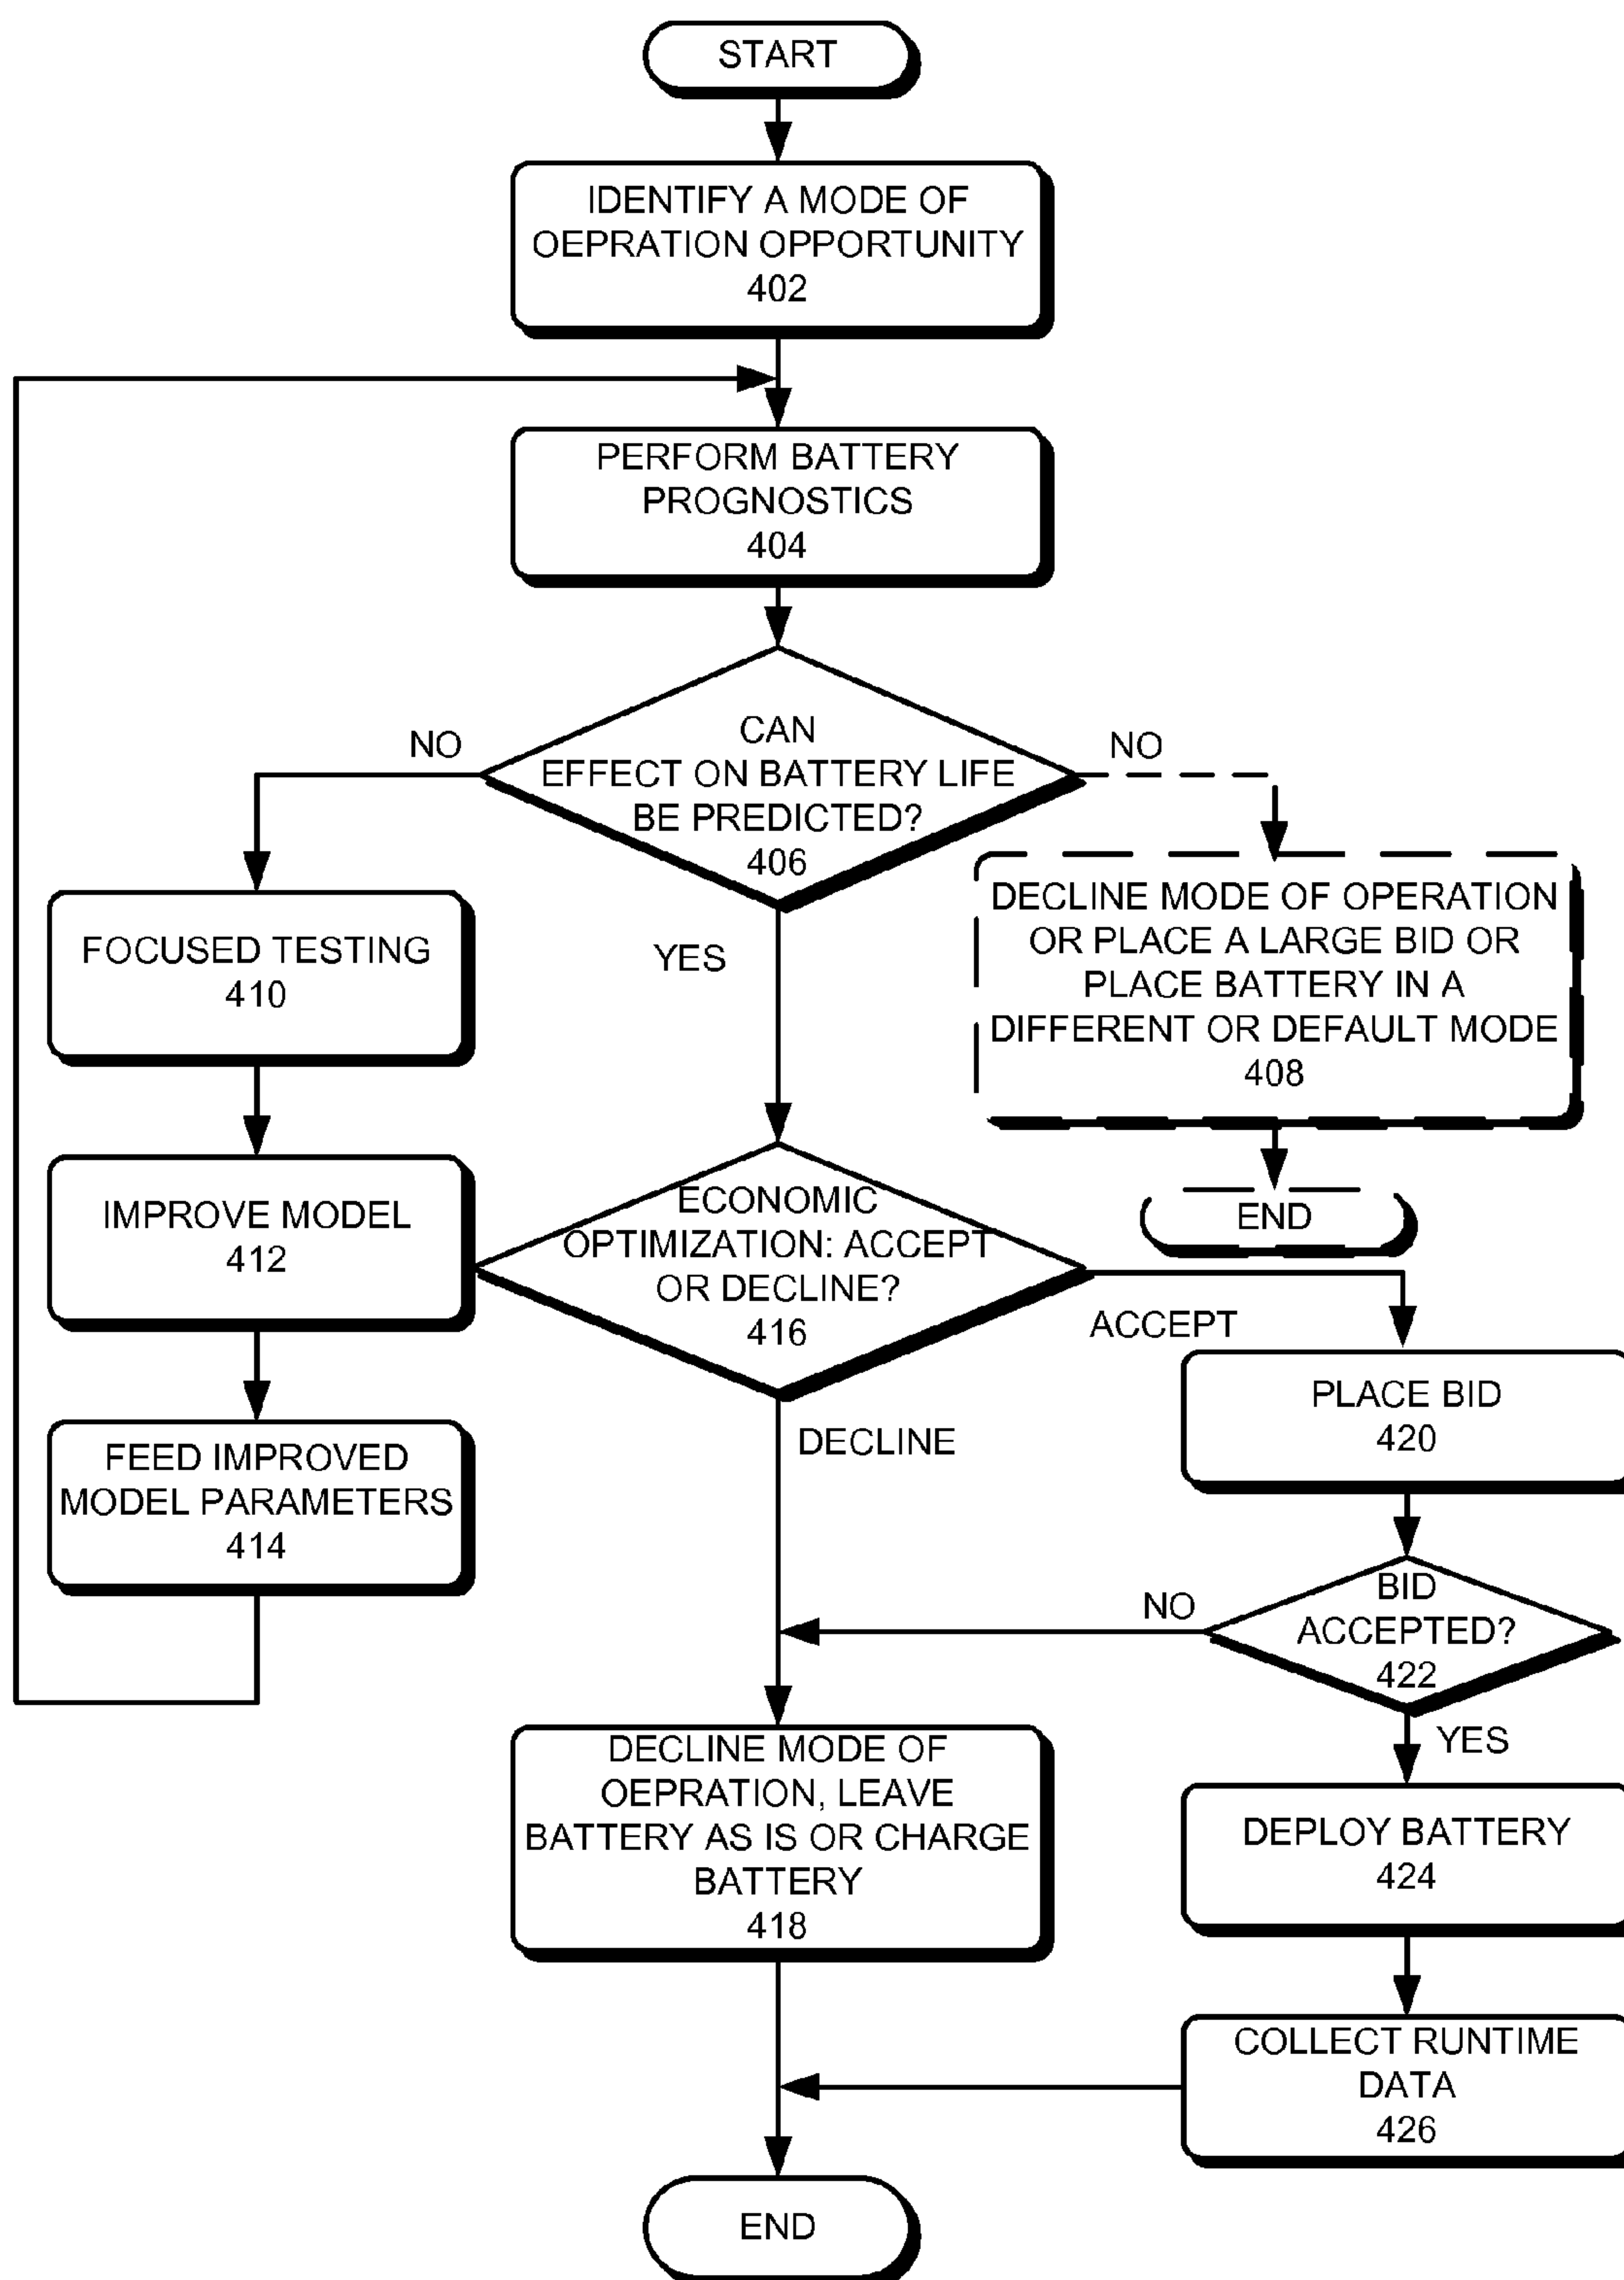 START
IDENTIFY A MODE OF
OEPRATION OPPORTUNITY
402
PERFORM BATTERY
PROGNOSTICS
404
CAN
EFFECT ON BATTERY LIFE
BE PREDICTED?
406
NO
NO
YES
DECLINE MODE OF OPERATION
OR PLACE A LARGE BID OR
PLACE BATTERY IN A
DIFFERENT OR DEFAULT MODE
408
END
FOCUSED TESTING
410
IMPROVE MODEL
412
FEED IMPROVED
MODEL PARAMETERS
414
ECONOMIC
OPTIMIZATION: ACCEPT
OR DECLINE?
416
ACCEPT
DECLINE
PLACE BID
420
BID
ACCEPTED?
422
NO
YES
DECLINE MODE OF
OEPRATION, LEAVE
BATTERY AS IS OR CHARGE
BATTERY
418
DEPLOY BATTERY
424
COLLECT RUNTIME
DATA
426
END